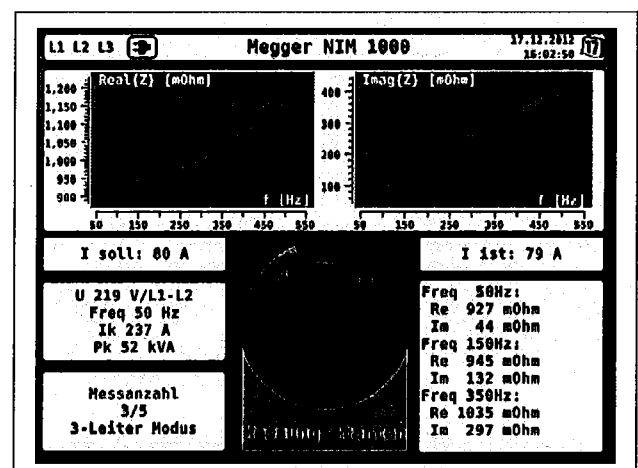 L1 L2 L3 Megger NIM 1000 17.12.2012
16:02:50 17
Real{Z} [mOhm]
1,200
1,150
1,100
1,050
1,000
950
900
f [Hz]
50 150 250 350 450 550
Imag{Z} [mOhm]
400
300
200
100
f [Hz]
50 150 250 350 450 550
I soll: 80 A
I ist: 79 A
U 219 V/L1-L2
Freq 50 Hz
Ik 237 A
Pk 52 kVA
Messanzahl
3/5
3-Leiter Modus
Freq 50Hz:
Re 927 mOhm
Im 44 mOhm
Freq 150Hz:
Re 945 mOhm
Im 132 mOhm
Freq 350Hz:
Re 1035 mOhm
Im 297 mOhm